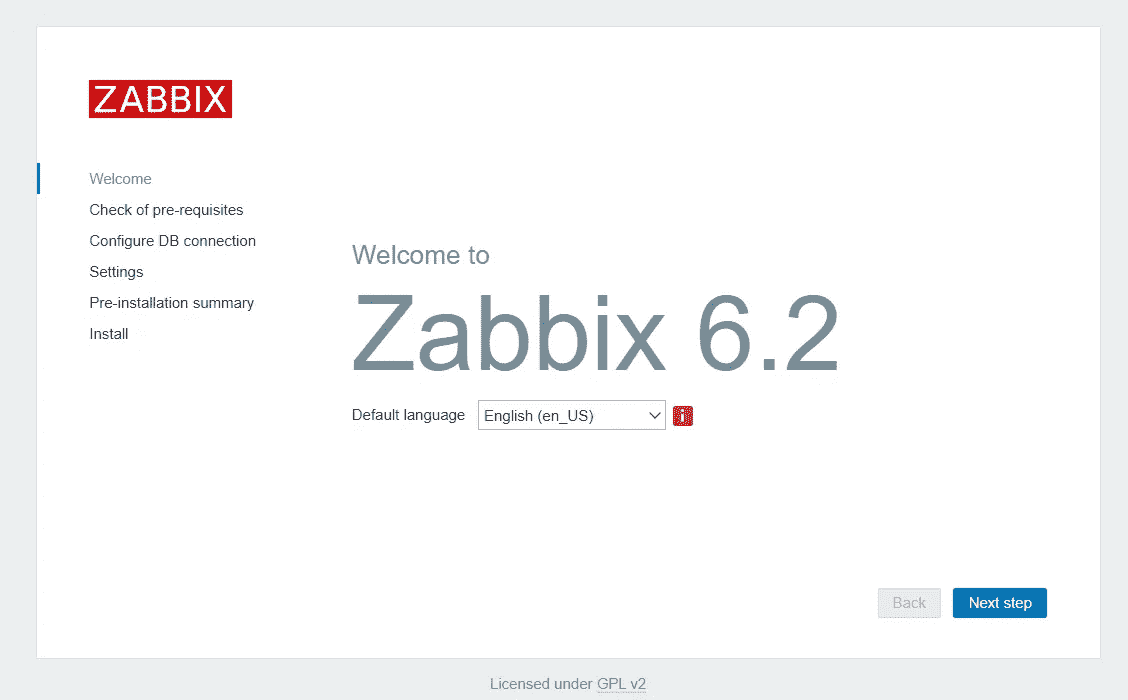 ZABBIX
Welcome
Check of pre-requisites
Configure DB connection
Settings
Pre-installation summary
Install
Welcome to
Zabbix 6.2
Default language English (en_US) i
Back Next step
Licensed under GPL v2